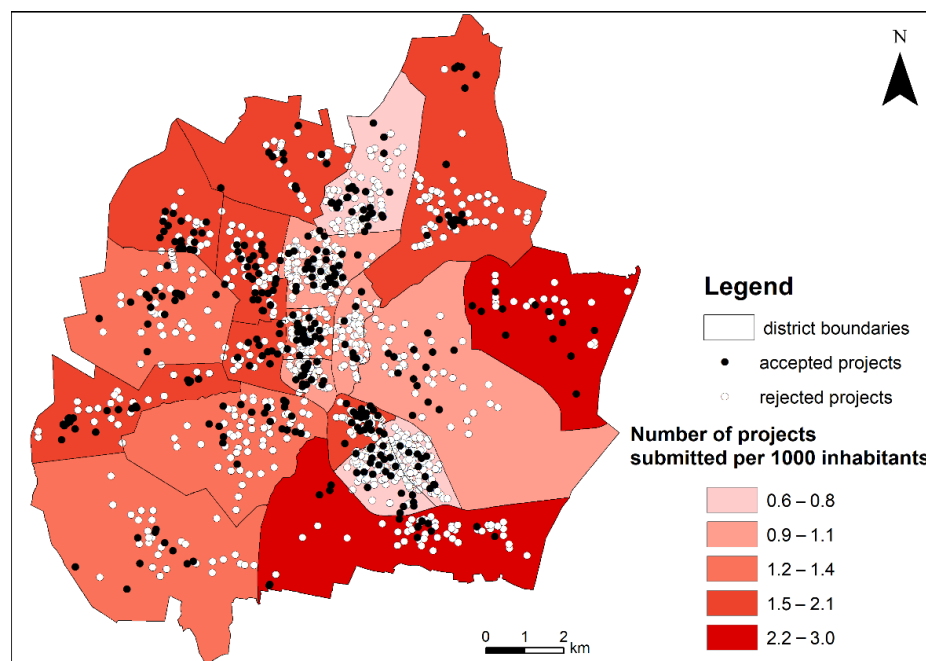 N
Legend
district boundaries
accepted projects
rejected projects
Number of projects
submitted per 1000 inhabitants
0.6 – 0.8
0.9 – 1.1
1.2 – 1.4
1.5 – 2.1
2.2 – 3.0
0 1 2
km